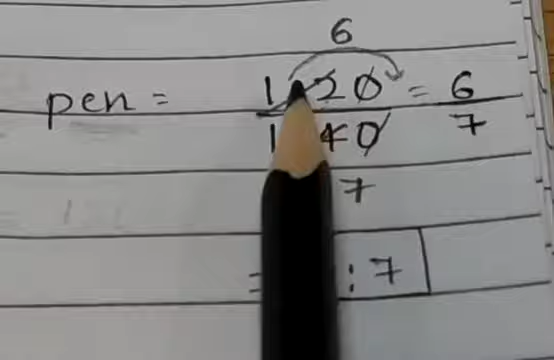 6
pen = 120 = 6
140 7
7
= : 7